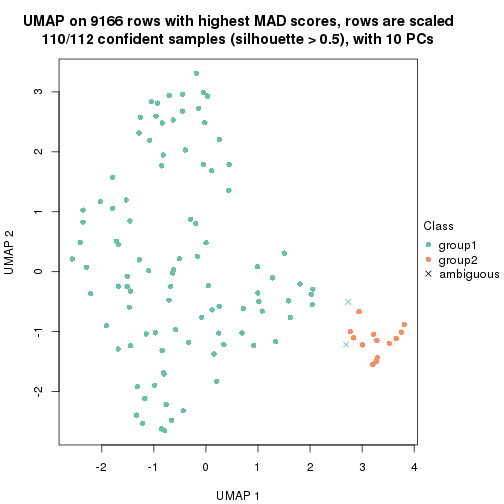 UMAP on 9166 rows with highest MAD scores, rows are scaled
110/112 confident samples (silhouette > 0.5), with 10 PCs
3
2
1
0
-1
-2
UMAP 2
-2
-1
0
1
2
3
4
UMAP 1
Class
group1
group2
ambiguous